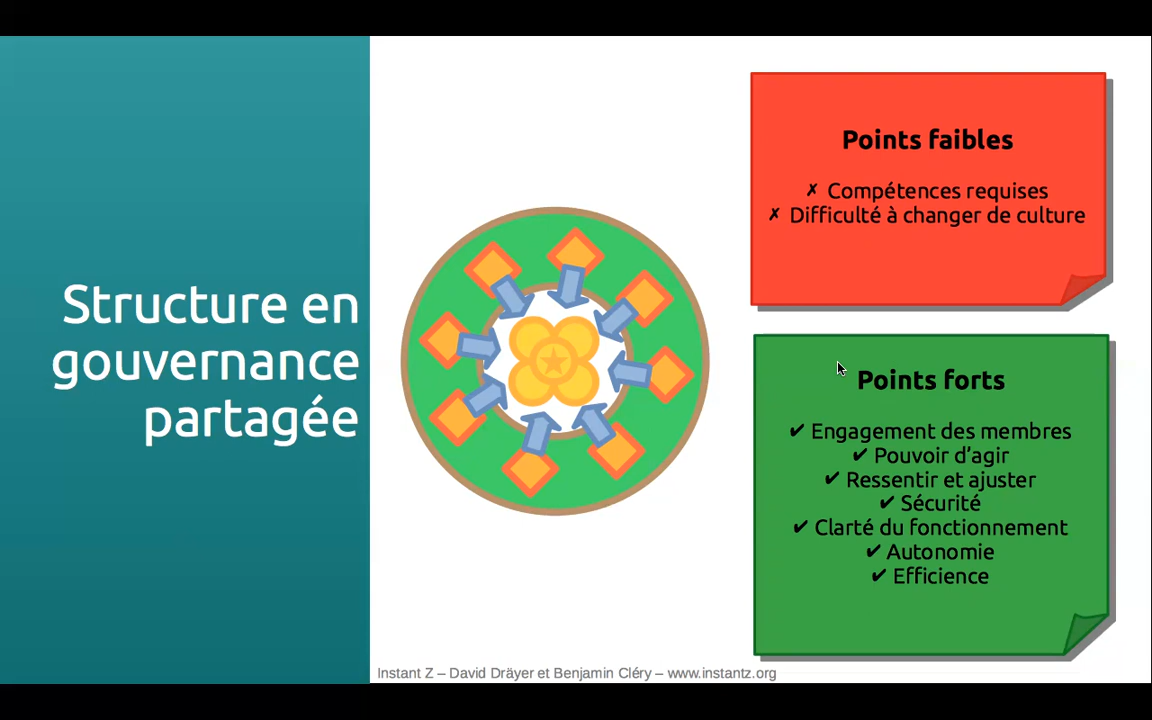 Structure en
gouvernance
partagée
Points faibles
✗ Compétences requises
✗ Difficulté à changer de culture
Points forts
✔ Engagement des membres
✔ Pouvoir d’agir
✔ Ressentir et ajuster
✔ Sécurité
✔ Clarté du fonctionnement
✔ Autonomie
✔ Efficience
Instant Z – David Dräyer et Benjamin Cléry – www.instantz.org